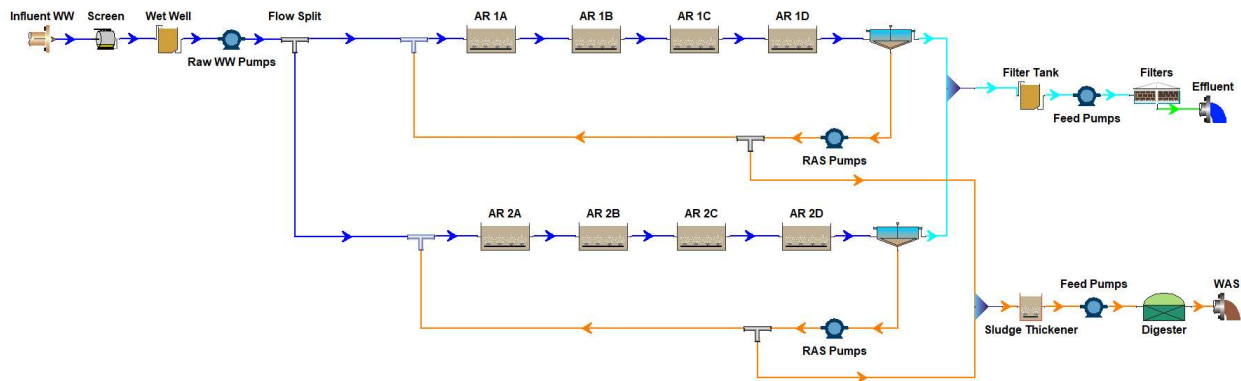 Influent WW
Screen
Wet Well
Raw WW Pumps
Flow Split
AR 1A
AR 1B
AR 1C
AR 1D
Filter Tank
Feed Pumps
Filters
Effluent
RAS Pumps
AR 2A
AR 2B
AR 2C
AR 2D
RAS Pumps
Sludge Thickener
Feed Pumps
Digester
WAS